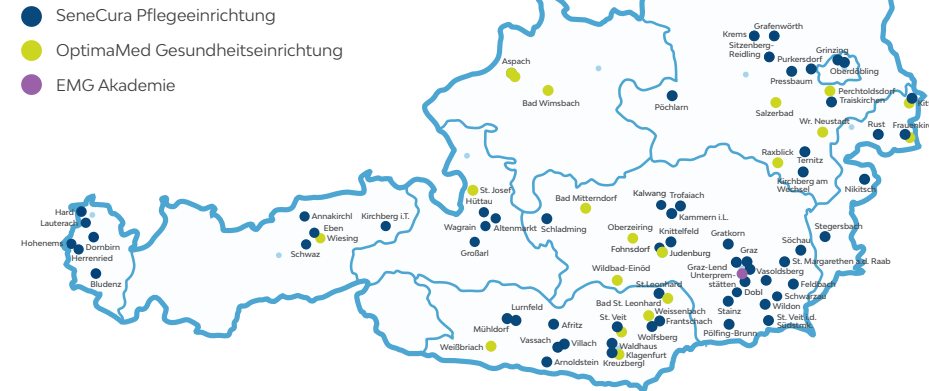 SeneCura Pflegeeinrichtung
OptimaMed Gesundheitseinrichtung
EMG Akademie
Grafenwörth
Krems
Sitzenberg-
Reidling
Purkersdorf
Grinzing
Oberdöbling
Pressbaum
Aspach
Bad Wimsbach
Pöchlarn
Perchtoldsdorf
Traiskirchen
Salzerbad
Wr. Neustadt
Rust
Raxblick
Ternitz
Kirchberg am
Wechsel
Nikitsch
St. Josef
Hüttau
Wagrain
Altenmarkt
Großarl
Schladming
Bad Mitterndorf
Kalwang
Trofaiach
Kammern i.L.
Hard
Lauterach
Hohenems
Dornbirn
Herrenried
Bludenz
Annakirchl
Eben
Wiesing
Schwaz
Kirchberg i.T.
Oberzeiring
Knittelfeld
Fohnsdorf
Judenburg
Gratkorn
Stegersbach
Söchau
Graz
St. Margarethen a.d. Raab
Graz-Lend
Unterprem-
stätten
Vasoldsberg
Feldbach
Wildbad-Einöd
St.Leonhard
Dobl
Schwarzau
Wildon
Bad St. Leonhard
Weissenbach
Frantschach
Stainz
St. Veit i.d.
Südstmk.
Pölfing-Brunn
Lurnfeld
Mühldorf
Afritz
St. Veit
Wolfsberg
Weißbriach
Vassach
Villach
Waldhaus
Klagenfurt
Kreuzbergl
Arnoldstein